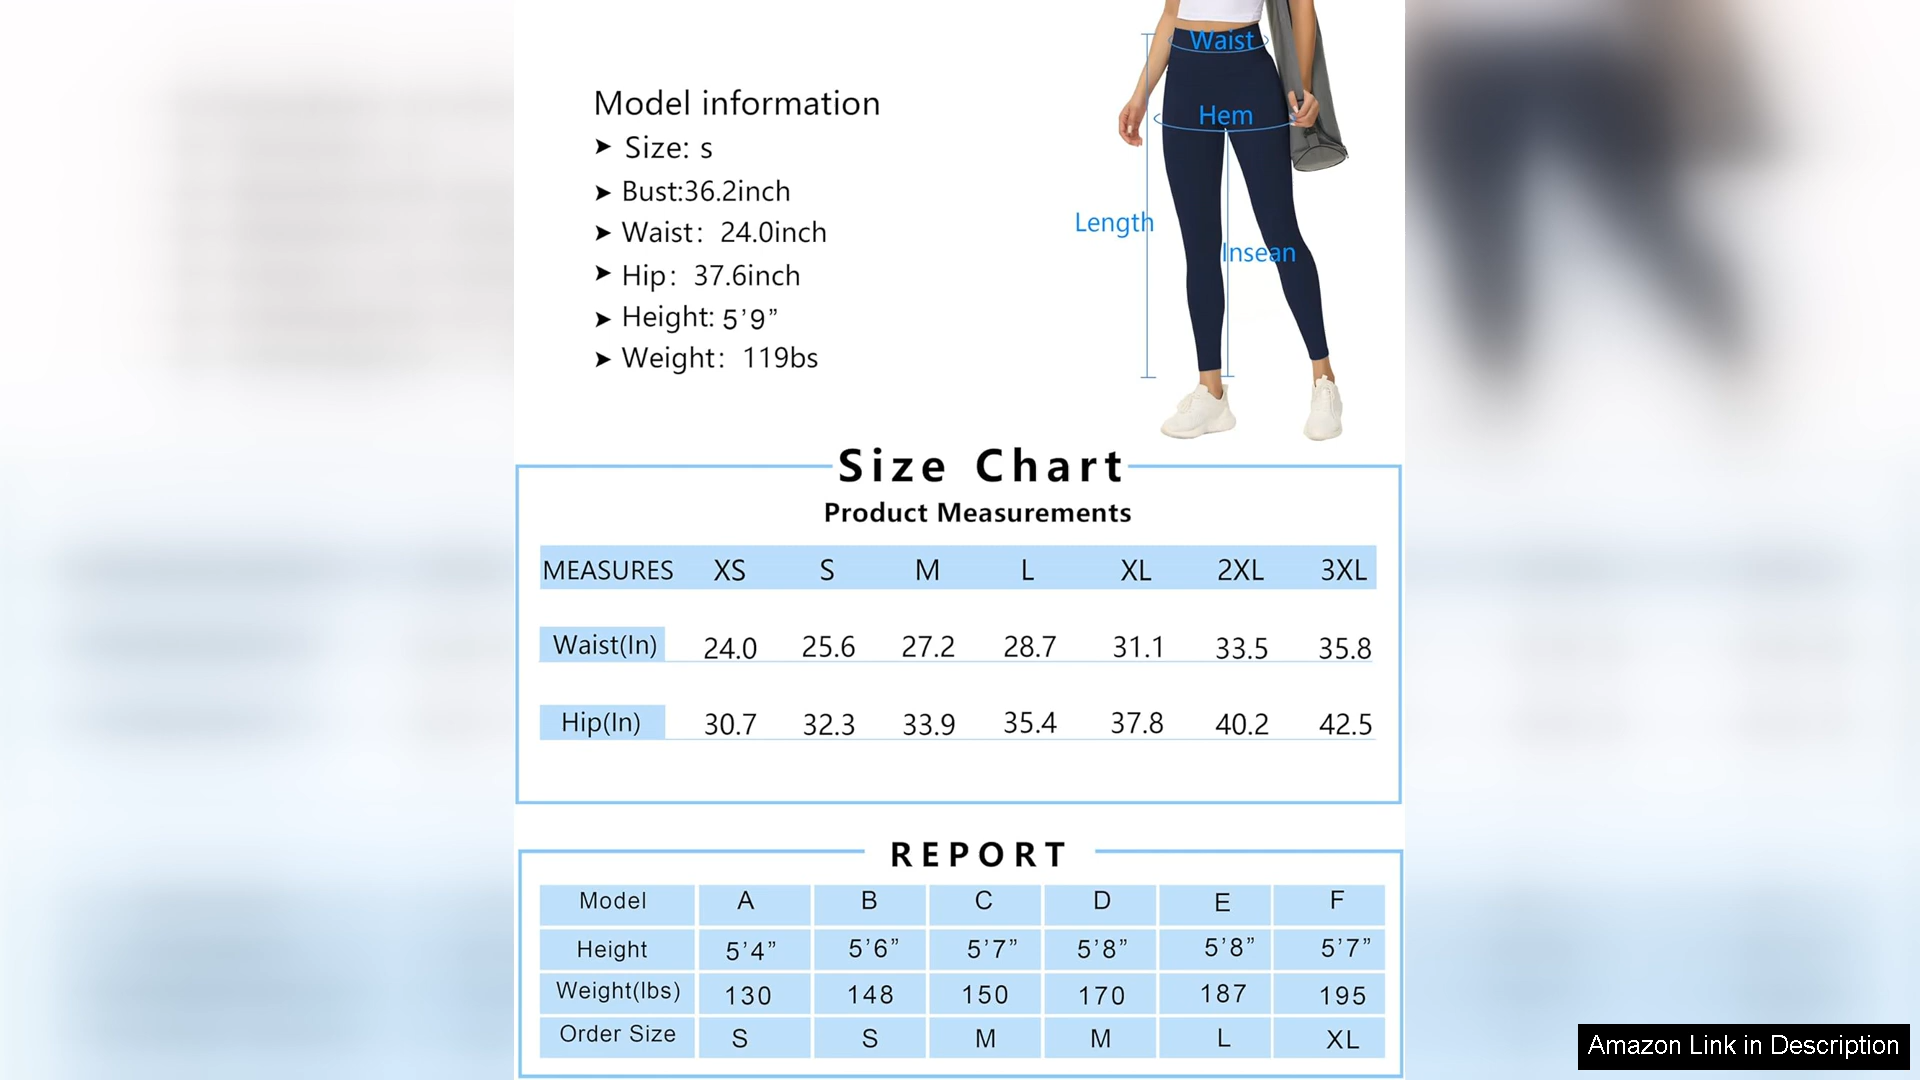 Waist
Hem
Length
Insean
Model information
➤ Size: s
➤ Bust:36.2inch
➤ Waist: 24.0inch
➤ Hip: 37.6inch
➤ Height: 5’9”
➤ Weight: 119bs
Size Chart
Product Measurements
MEASURES XS S M L XL 2XL 3XL
Waist(In) 24.0 25.6 27.2 28.7 31.1 33.5 35.8
Hip(In) 30.7 32.3 33.9 35.4 37.8 40.2 42.5
REPORT
Model A B C D E F
Height 5’4” 5’6” 5’7” 5’8” 5’8” 5’7”
Weight(lbs) 130 148 150 170 187 195
Order Size S S M M L XL
Amazon Link in Description